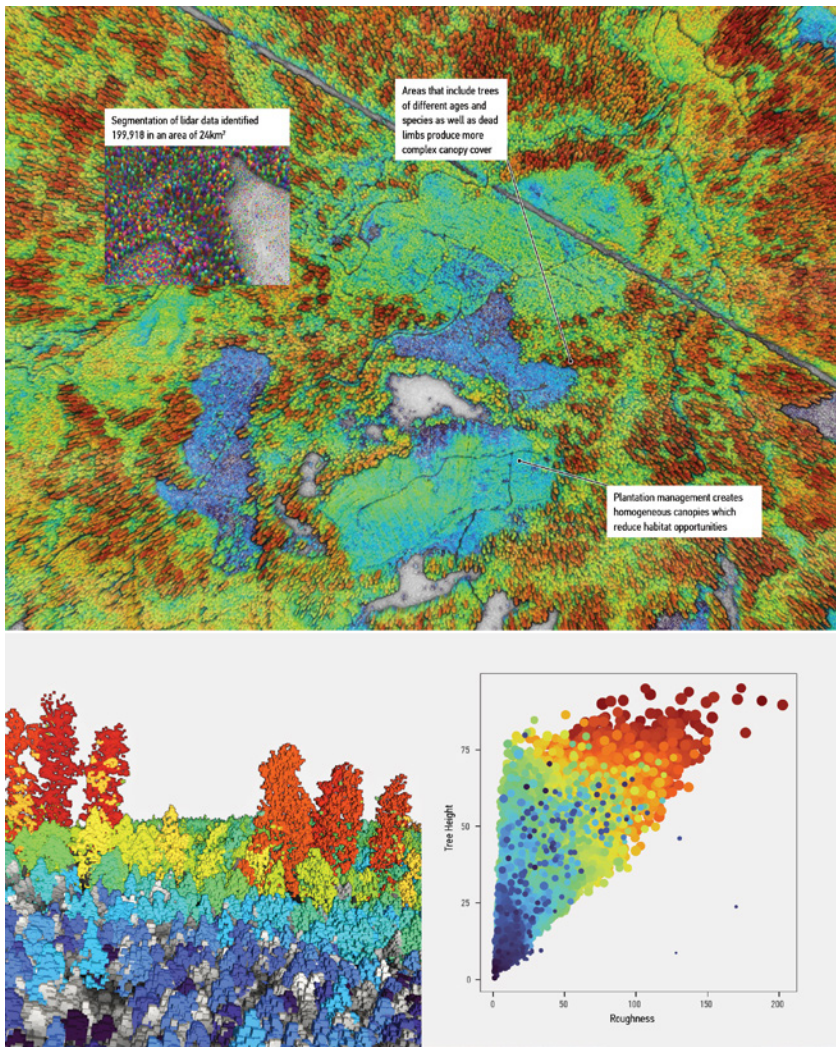 Segmentation of lidar data identified
199,918 in an area of 24km²
Areas that include trees
of different ages and
species as well as dead
limbs produce more
complex canopy cover
Plantation management creates
homogeneous canopies which
reduce habitat opportunities
Tree Height
75
50
25
0
0
50
100
150
200
Roughness